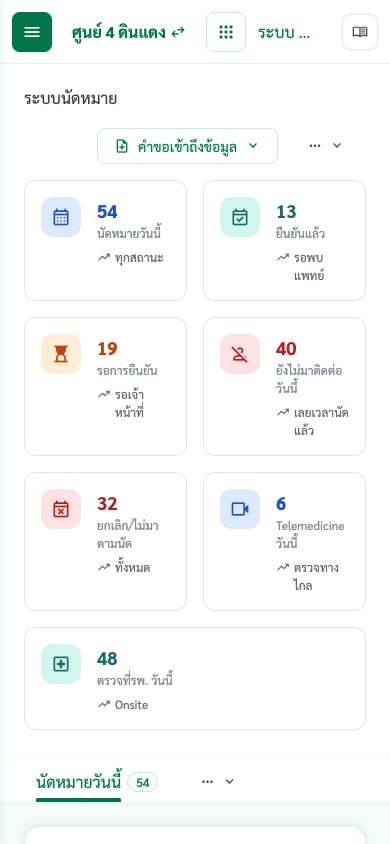 ศูนย์ 4 ดินแดง
ระบบ ...
ระบบนัดหมาย
คำขอเข้าถึงข้อมูล
54
นัดหมายวันนี้
ทุกสถานะ
13
ยืนยันแล้ว
รอพบ
แพทย์
19
รอการยืนยัน
รอเจ้า
หน้าที่
40
ยังไม่มาติดต่อ
วันนี้
เลยเวลานัด
แล้ว
32
ยกเลิก/ไม่มา
ตามนัด
ทั้งหมด
6
Telemedicine
วันนี้
ตรวจทาง
ไกล
48
ตรวจที่รพ. วันนี้
Onsite
นัดหมายวันนี้ 54